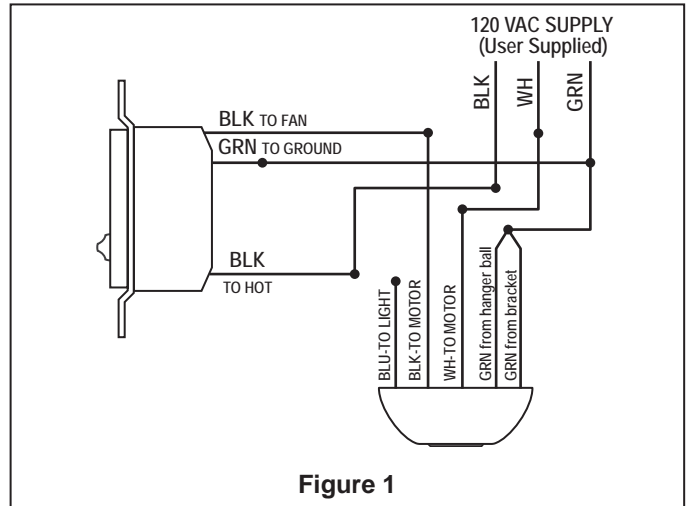 120 VAC SUPPLY
(User Supplied)
BLK
WH
GRN
BLK TO FAN
GRN TO GROUND
BLK
TO HOT
BLU-TO LIGHT
BLK-TO MOTOR
WH-TO MOTOR
GRN from hanger ball
GRN from bracket
Figure 1